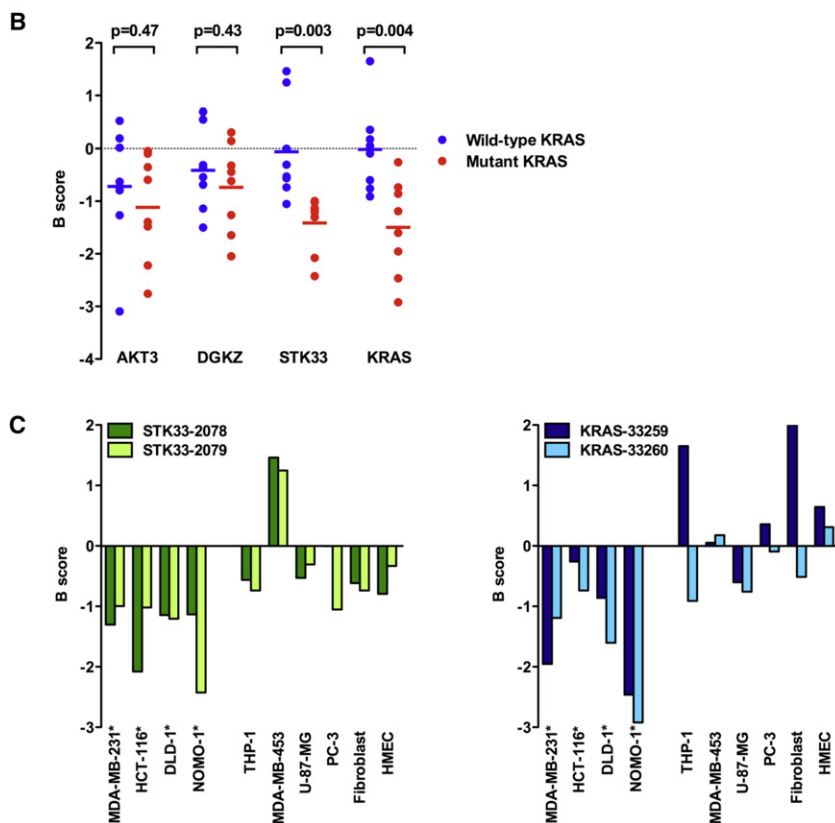 B
p=0.47 p=0.43 p=0.003 p=0.004
2
1
0
-1
-2
-3
-4
B score
AKT3 DGKZ STK33 KRAS
Wild-type KRAS
Mutant KRAS
C
2
1
0
-1
-2
-3
B score
STK33-2078
STK33-2079
MDA-MB-231*
HCT-116*
DLD-1*
NOMO-1*
THP-1
MDA-MB-453
U-87-MG
PC-3
Fibroblast
HMEC
2
1
0
-1
-2
-3
B score
KRAS-33259
KRAS-33260
MDA-MB-231*
HCT-116*
DLD-1*
NOMO-1*
THP-1
MDA-MB-453
U-87-MG
PC-3
Fibroblast
HMEC